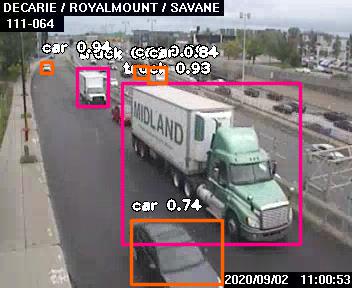 DECARIE / ROYALMOUNT / SAVANE
111-064
car 0.94
car 0.84
truck 0.93
MIDLAND
car 0.74
2020/09/02 11:00:53